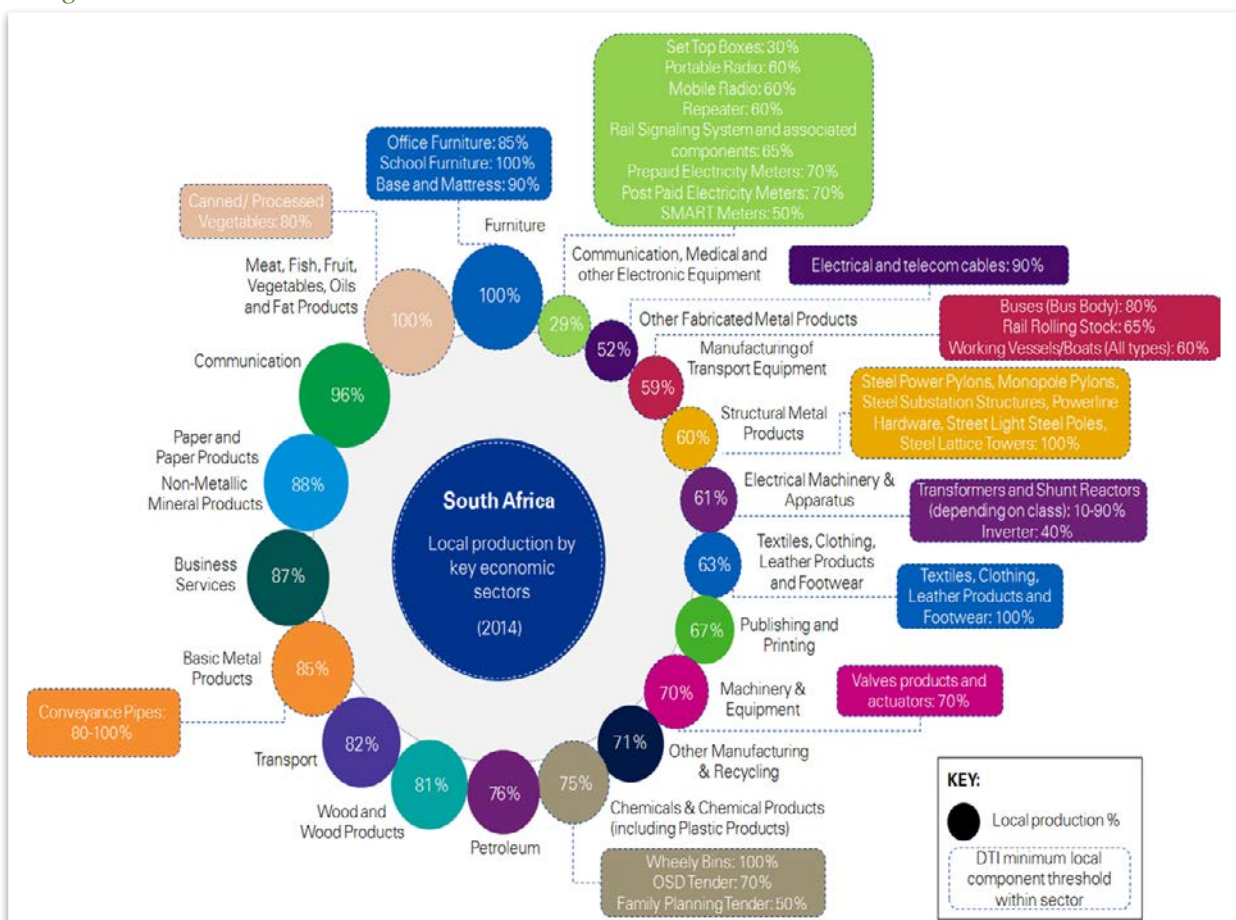 Set Top Boxes: 30%
Portable Radio: 60%
Mobile Radio: 60%
Repeater: 60%
Rail Signaling System and associated
components: 65%
Prepaid Electricity Meters: 70%
Post Paid Electricity Meters: 70%
SMART Meters: 50%
Office Furniture: 85%
School Furniture: 100%
Base and Mattress: 90%
Canned/ Processed
Vegetables: 80%
Furniture
100%
Communication, Medical and
other Electronic Equipment
29%
Electrical and telecom cables: 90%
Other Fabricated Metal Products
52%
Buses (Bus Body): 80%
Rail Rolling Stock: 65%
Working Vessels/Boats (All types): 60%
Manufacturing of
Transport Equipment
59%
Steel Power Pylons, Monopole Pylons,
Steel Substation Structures, Powerline
Hardware, Street Light Steel Poles,
Steel Lattice Towers: 100%
Structural Metal
Products
60%
Electrical Machinery &
Apparatus
61%
Transformers and Shunt Reactors
(depending on class): 10-90%
Inverter: 40%
Textiles, Clothing,
Leather Products
and Footwear
63%
Textiles, Clothing,
Leather Products and
Footwear: 100%
Publishing and
Printing
67%
Machinery &
Equipment
70%
Valves products and
actuators: 70%
Other Manufacturing
& Recycling
71%
Chemicals & Chemical Products
(including Plastic Products)
75%
Wheely Bins: 100%
OSD Tender: 70%
Family Planning Tender: 50%
Petroleum
76%
Wood and
Wood Products
81%
Transport
82%
Basic Metal
Products
85%
Conveyance Pipes:
80-100%
Business
Services
87%
Paper and
Paper Products
Non-Metallic
Mineral Products
88%
Communication
96%
Meat, Fish, Fruit,
Vegetables, Oils
and Fat Products
100%
South Africa
Local production by
key economic
sectors
(2014)
KEY:
Local production %
DTI minimum local
component threshold
within sector